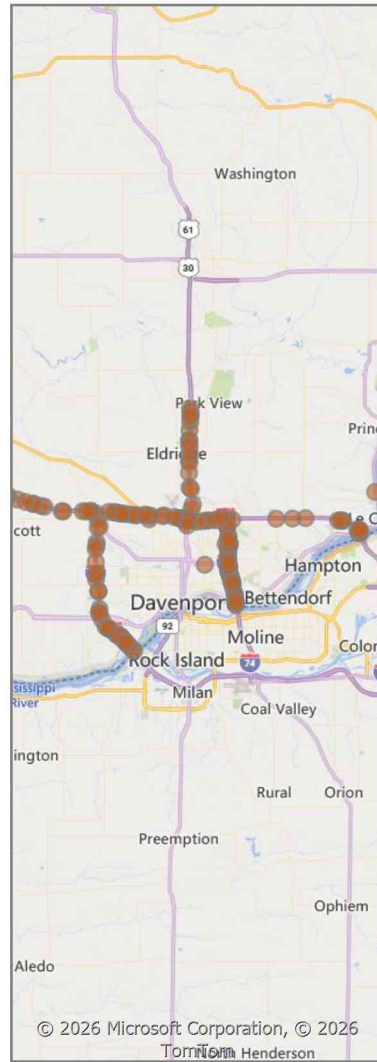 Washington
61
30
Park View
Prin
Eldridge
Le C
cott
Hampton
Davenport
Bettendorf
92
Moline
Colon
Rock Island
74
ssissippi
River
Milan
Coal Valley
ington
Rural
Orion
Preemption
Ophiem
Aledo
© 2026 Microsoft Corporation, © 2026
TomTom
North Henderson